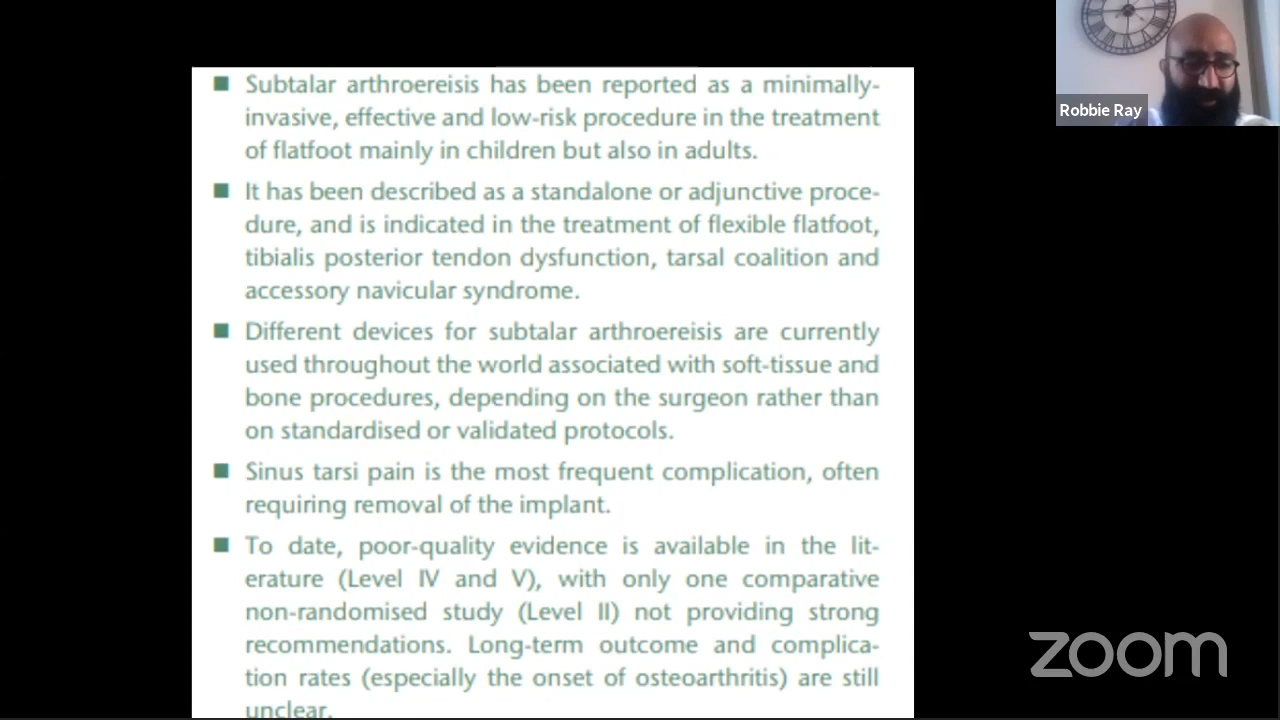 Subtalar arthroereisis has been reported as a minimally-
invasive, effective and low-risk procedure in the treatment
of flatfoot mainly in children but also in adults.
It has been described as a standalone or adjunctive proce-
dure, and is indicated in the treatment of flexible flatfoot,
tibialis posterior tendon dysfunction, tarsal coalition and
accessory navicular syndrome.
Different devices for subtalar arthroereisis are currently
used throughout the world associated with soft-tissue and
bone procedures, depending on the surgeon rather than
on standardised or validated protocols.
Sinus tarsi pain is the most frequent complication, often
requiring removal of the implant.
To date, poor-quality evidence is available in the lit-
erature (Level IV and V), with only one comparative
non-randomised study (Level II) not providing strong
recommendations. Long-term outcome and complica-
tion rates (especially the onset of osteoarthritis) are still
unclear.
Robbie Ray
zoom